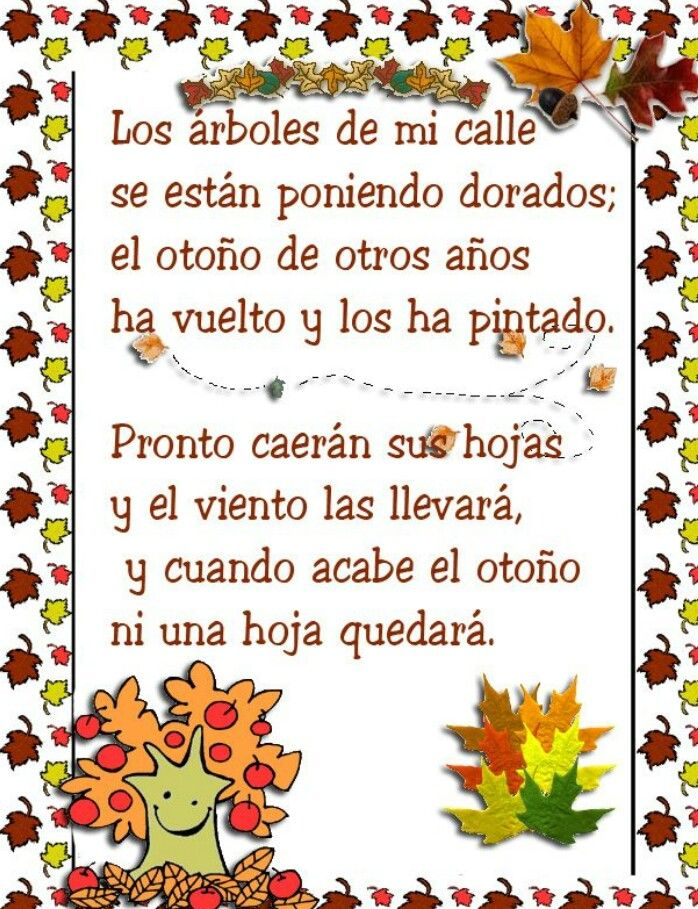 Los árboles de mi calle
se están poniendo dorados;
el otoño de otros años
ha vuelto y los ha pintado.
Pronto caerán sus hojas
y el viento las llevará,
y cuando acabe el otoño
ni una hoja quedará.